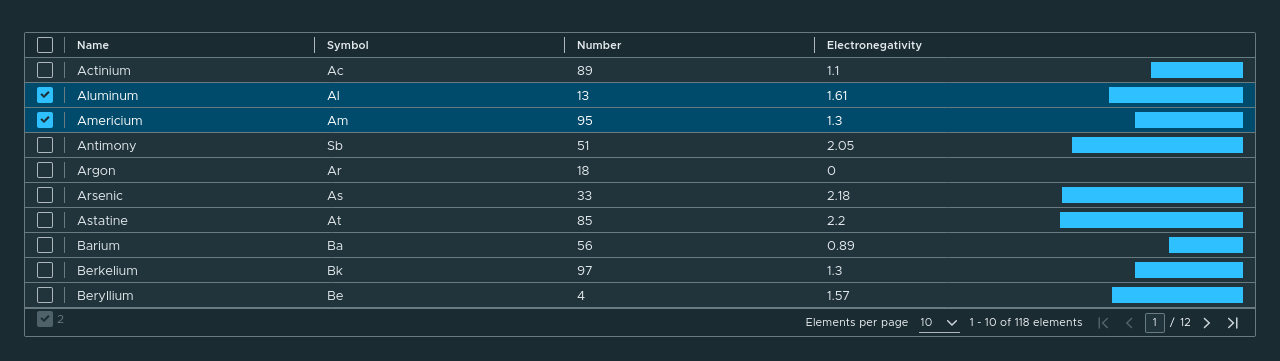 Name Symbol Number Electronegativity
Actinium Ac 89 1.1
Aluminum Al 13 1.61
Americium Am 95 1.3
Antimony Sb 51 2.05
Argon Ar 18 0
Arsenic As 33 2.18
Astatine At 85 2.2
Barium Ba 56 0.89
Berkelium Bk 97 1.3
Beryllium Be 4 1.57
2 Elements per page 10 1 - 10 of 118 elements 1 / 12